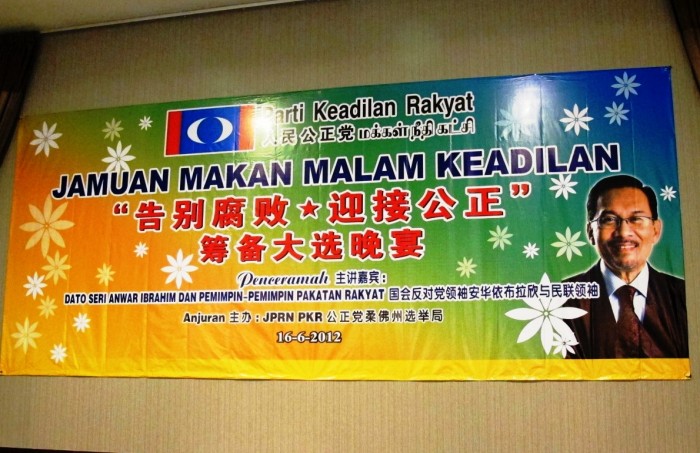 Parti Keadilan Rakyat
人民公正党 மக்கள் நீதி கட்சி
JAMUAN MAKAN MALAM KEADILAN
“告别腐败★迎接公正”
筹备大选晚宴
Penceramah 主讲嘉宾：
DATO SERI ANWAR IBRAHIM DAN PEMIMPIN-PEMIMPIN PAKATAN RAKYAT 国会反对党领袖安华依布拉欣与民联领袖
Anjuran 主办：JPRN PKR 公正党柔佛州选举局
16-6-2012